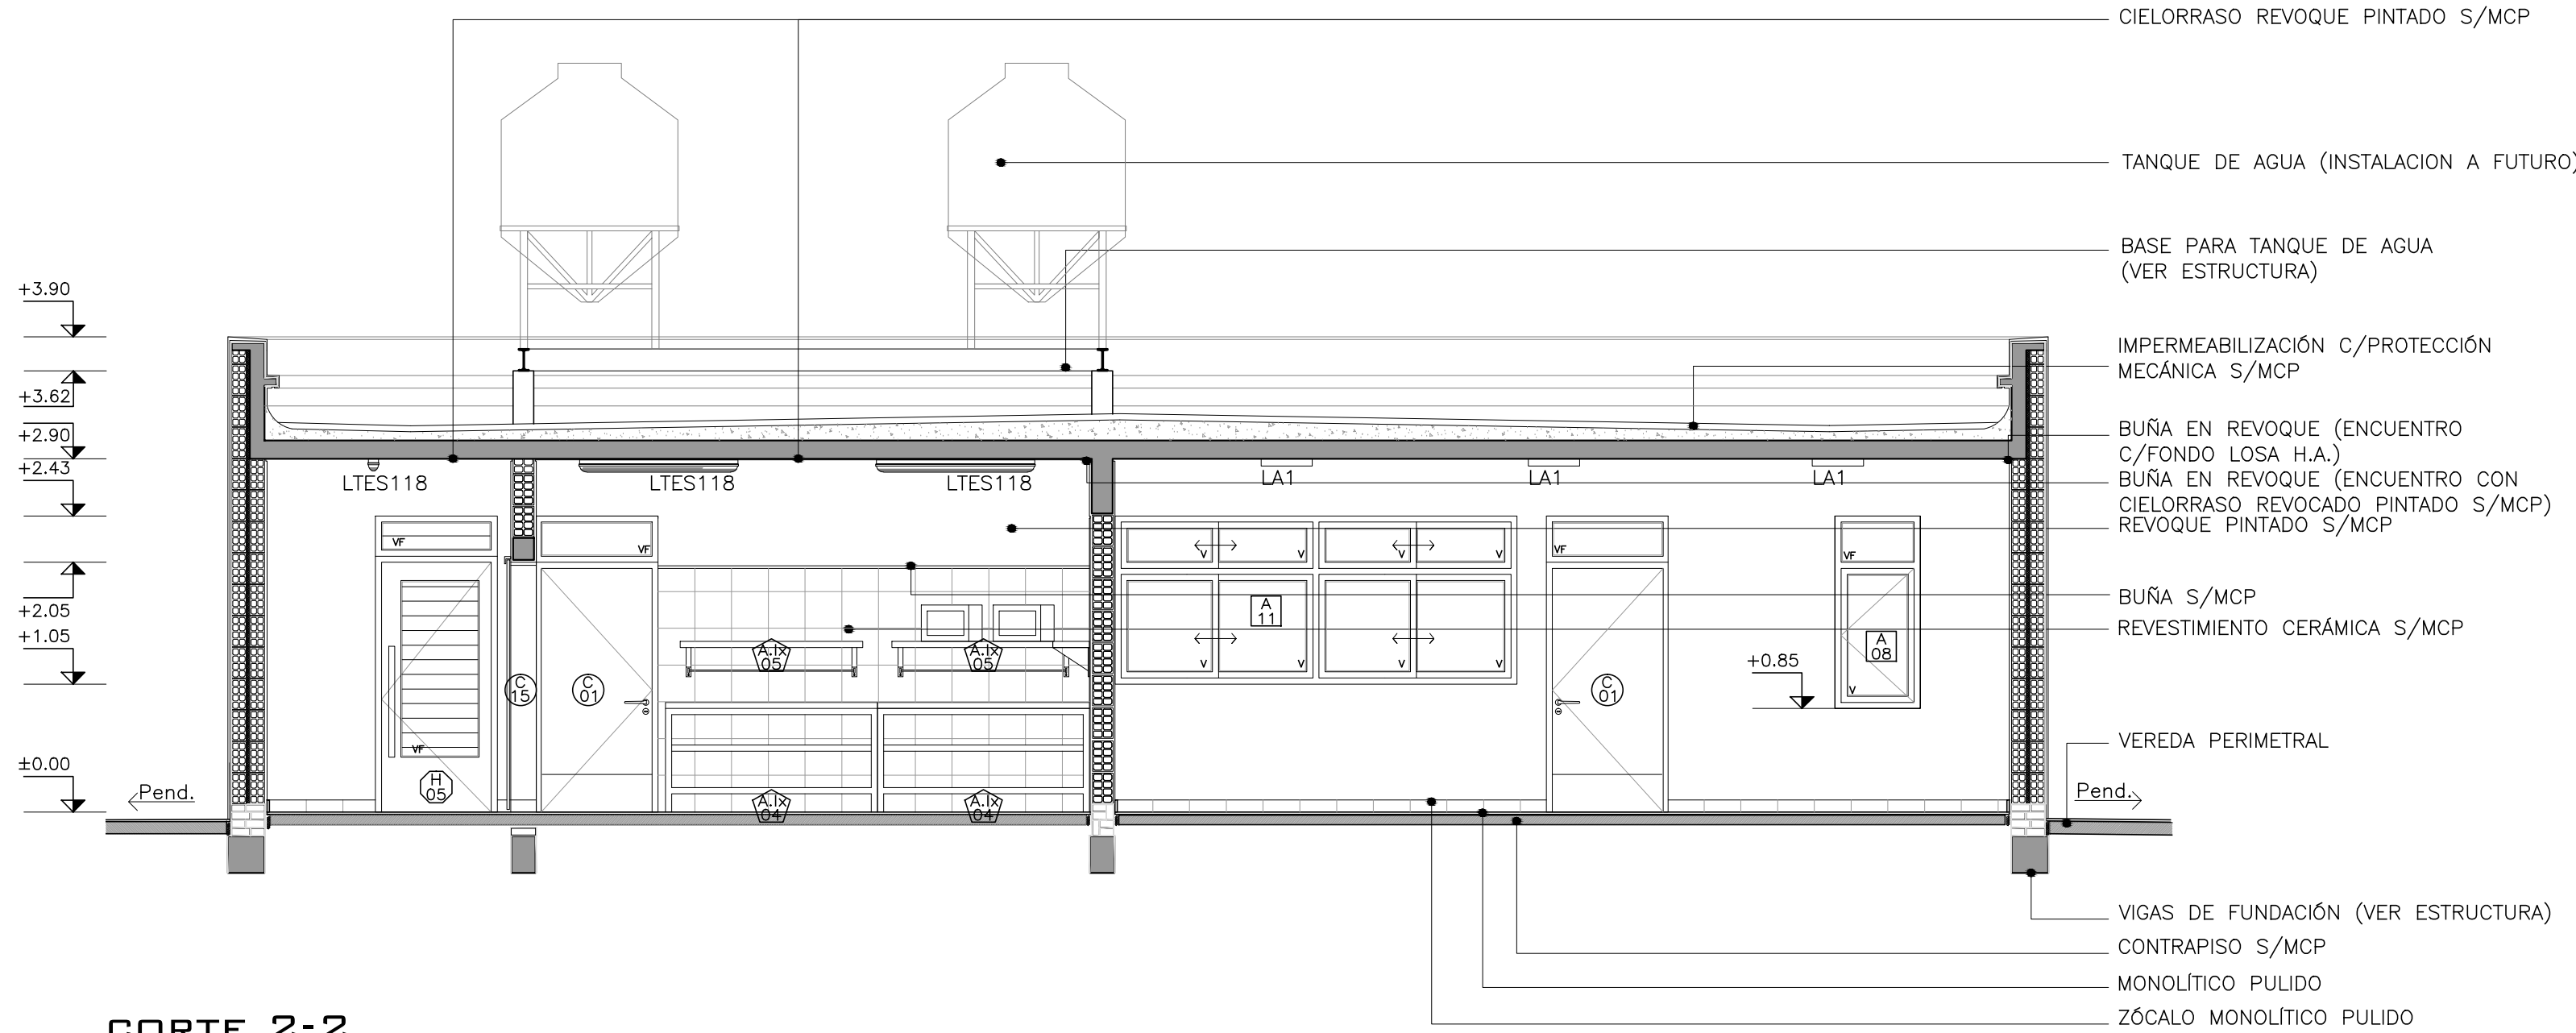 CIELORRASO REVOQUE PINTADO S/MCP
TANQUE DE AGUA (INSTALACION A FUTURO)
BASE PARA TANQUE DE AGUA
(VER ESTRUCTURA)
+3.90
IMPERMEABILIZACIÓN C/PROTECCIÓN
MECÁNICA S/MCP
+3.62
+2.90
BUÑA EN REVOQUE (ENCUENTRO
C/FONDO LOSA H.A.)
+2.43
LTES118 LTES118 LTES118 LA1 LA1 LA1
BUÑA EN REVOQUE (ENCUENTRO CON
CIELORRASO REVOCADO PINTADO S/MCP)
REVOQUE PINTADO S/MCP
VF VF V V V V VF VF
+2.05
BUÑA S/MCP
A
11
REVESTIMIENTO CERÁMICA S/MCP
+1.05
A.Ix
05
A.Ix
05
A
08
V V V V
+0.85
C
15
C
01
C
01
V
VEREDA PERIMETRAL
VF
±0.00
H
05
Pend.
Pend.
A.Ix
04
A.Ix
04
VIGAS DE FUNDACIÓN (VER ESTRUCTURA)
CONTRAPISO S/MCP
MONOLÍTICO PULIDO
ZÓCALO MONOLÍTICO PULIDO
CORTE 2-2